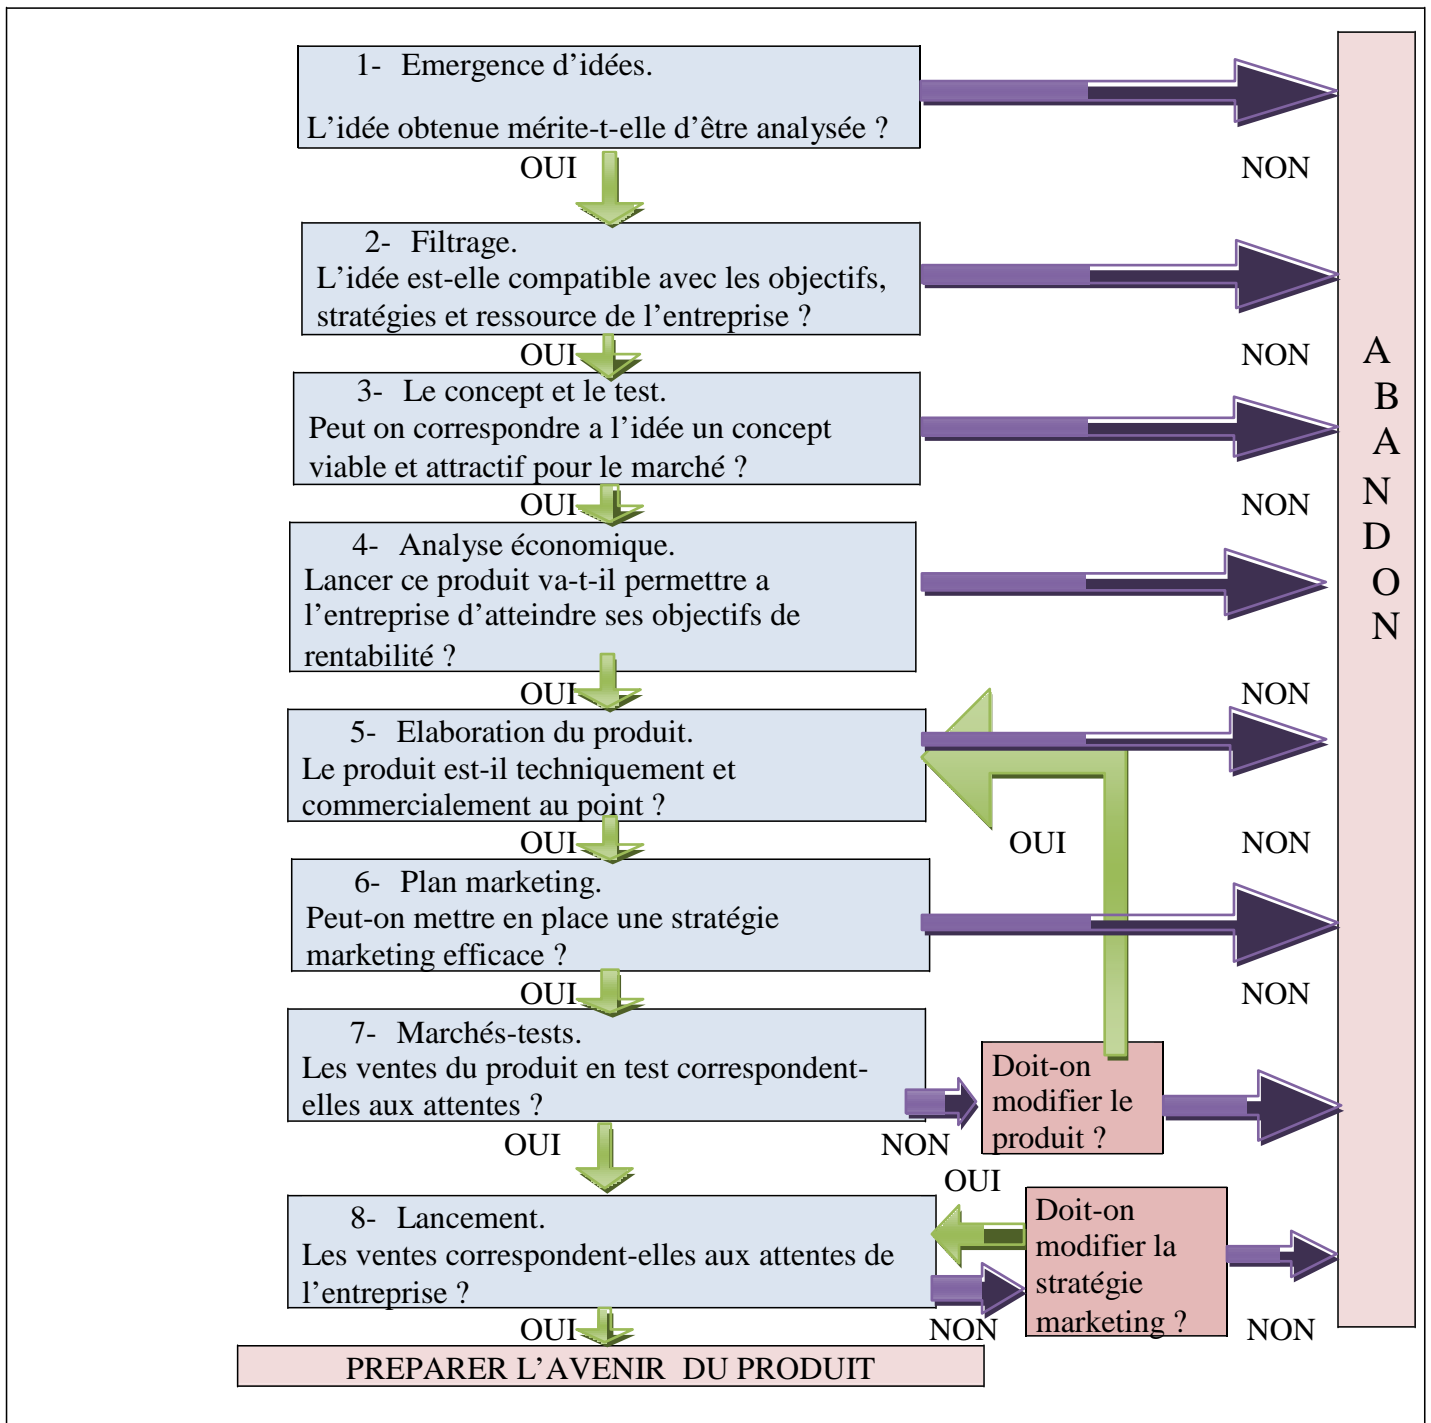 1- Emergence d’idées.
L’idée obtenue mérite-t-elle d’être analysée ?
OUI
NON
2- Filtrage.
L’idée est-elle compatible avec les objectifs,
stratégies et ressource de l’entreprise ?
OUI
NON
3- Le concept et le test.
Peut on correspondre a l’idée un concept
viable et attractif pour le marché ?
OUI
NON
4- Analyse économique.
Lancer ce produit va-t-il permettre a
l’entreprise d’atteindre ses objectifs de
rentabilité ?
OUI
NON
5- Elaboration du produit.
Le produit est-il techniquement et
commercialement au point ?
OUI
OUI
NON
6- Plan marketing.
Peut-on mettre en place une stratégie
marketing efficace ?
OUI
NON
7- Marchés-tests.
Les ventes du produit en test correspondent-
elles aux attentes ?
OUI
NON
Doit-on
modifier le
produit ?
OUI
8- Lancement.
Les ventes correspondent-elles aux attentes de
l’entreprise ?
OUI
NON
Doit-on
modifier la
stratégie
marketing ?
NON
PREPARER L’AVENIR DU PRODUIT
A
B
A
N
D
O
N